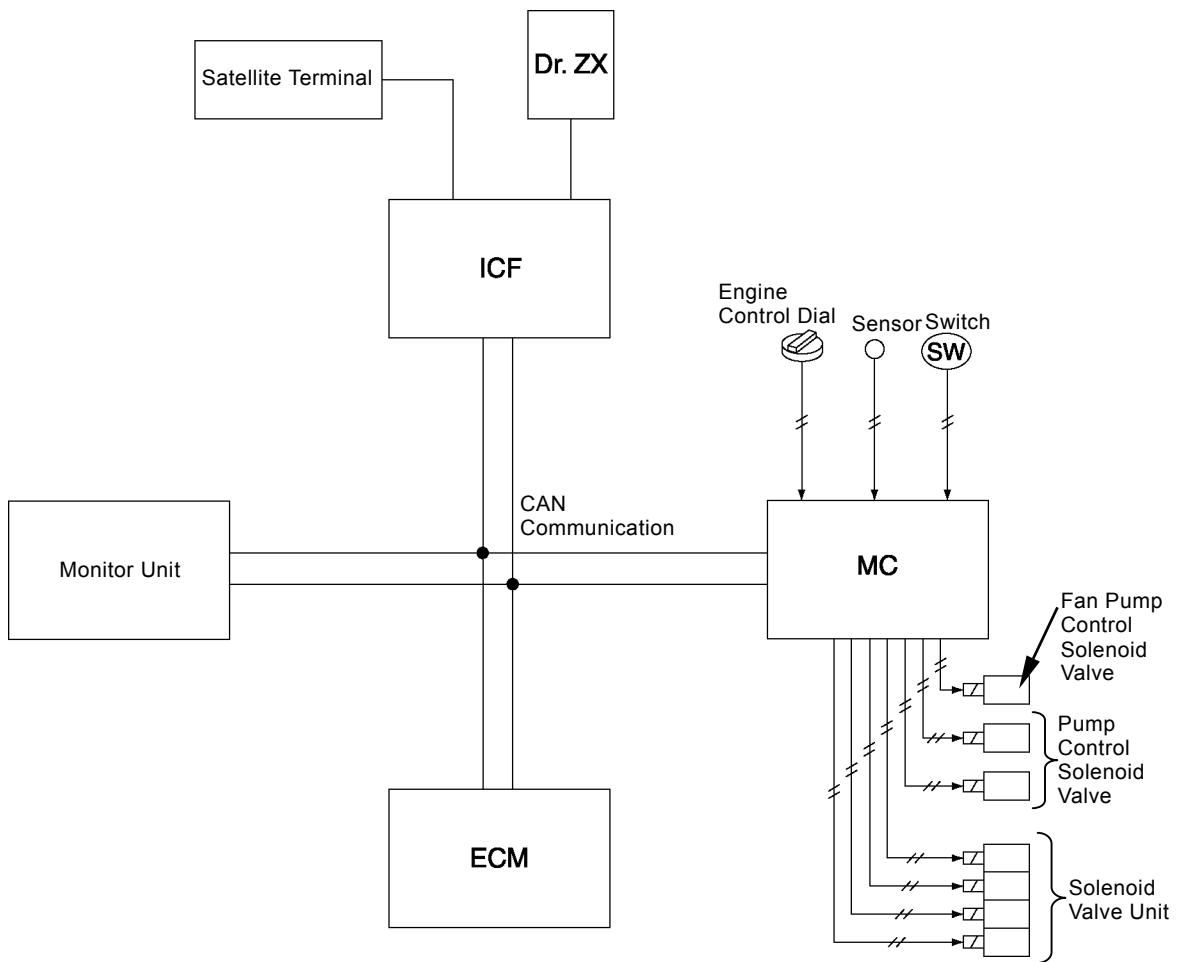 Dr. ZX
Satellite Terminal
ICF
Engine
Control Dial
Sensor
Switch
SW
CAN
Communication
Monitor Unit
MC
Fan Pump
Control
Solenoid
Valve
Pump
Control
Solenoid
Valve
ECM
Solenoid
Valve Unit